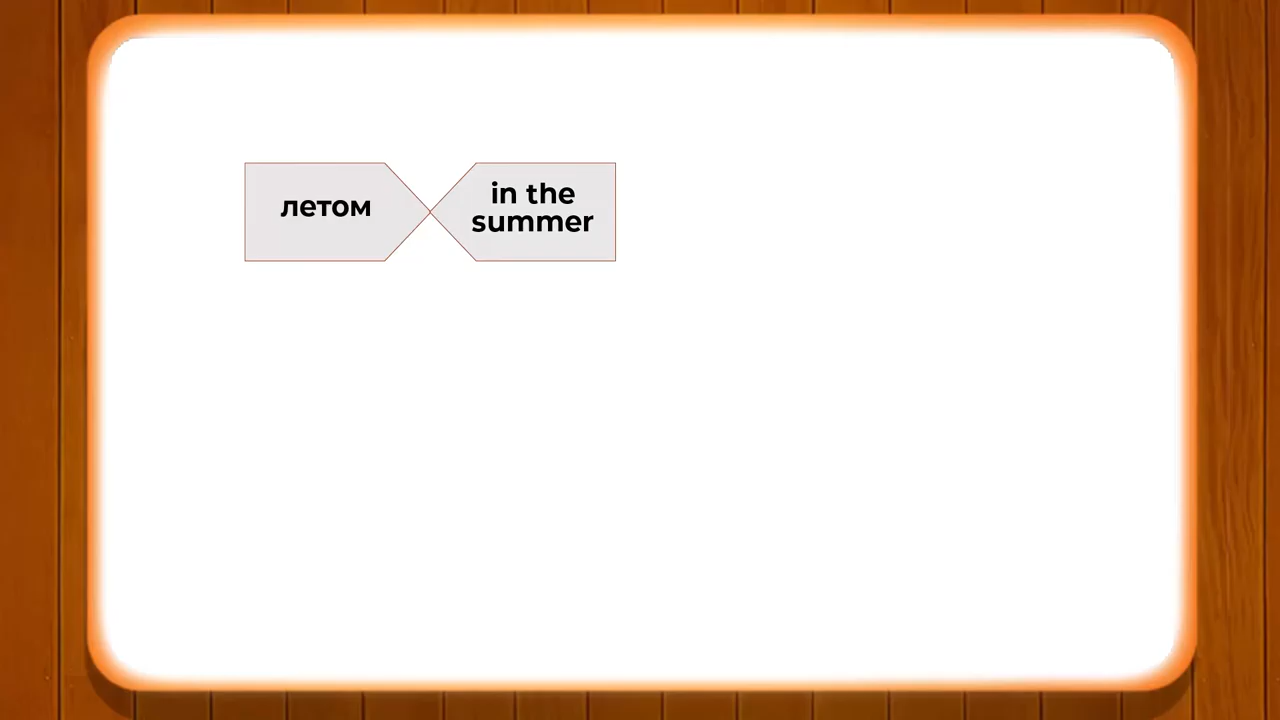 летом
in the
summer